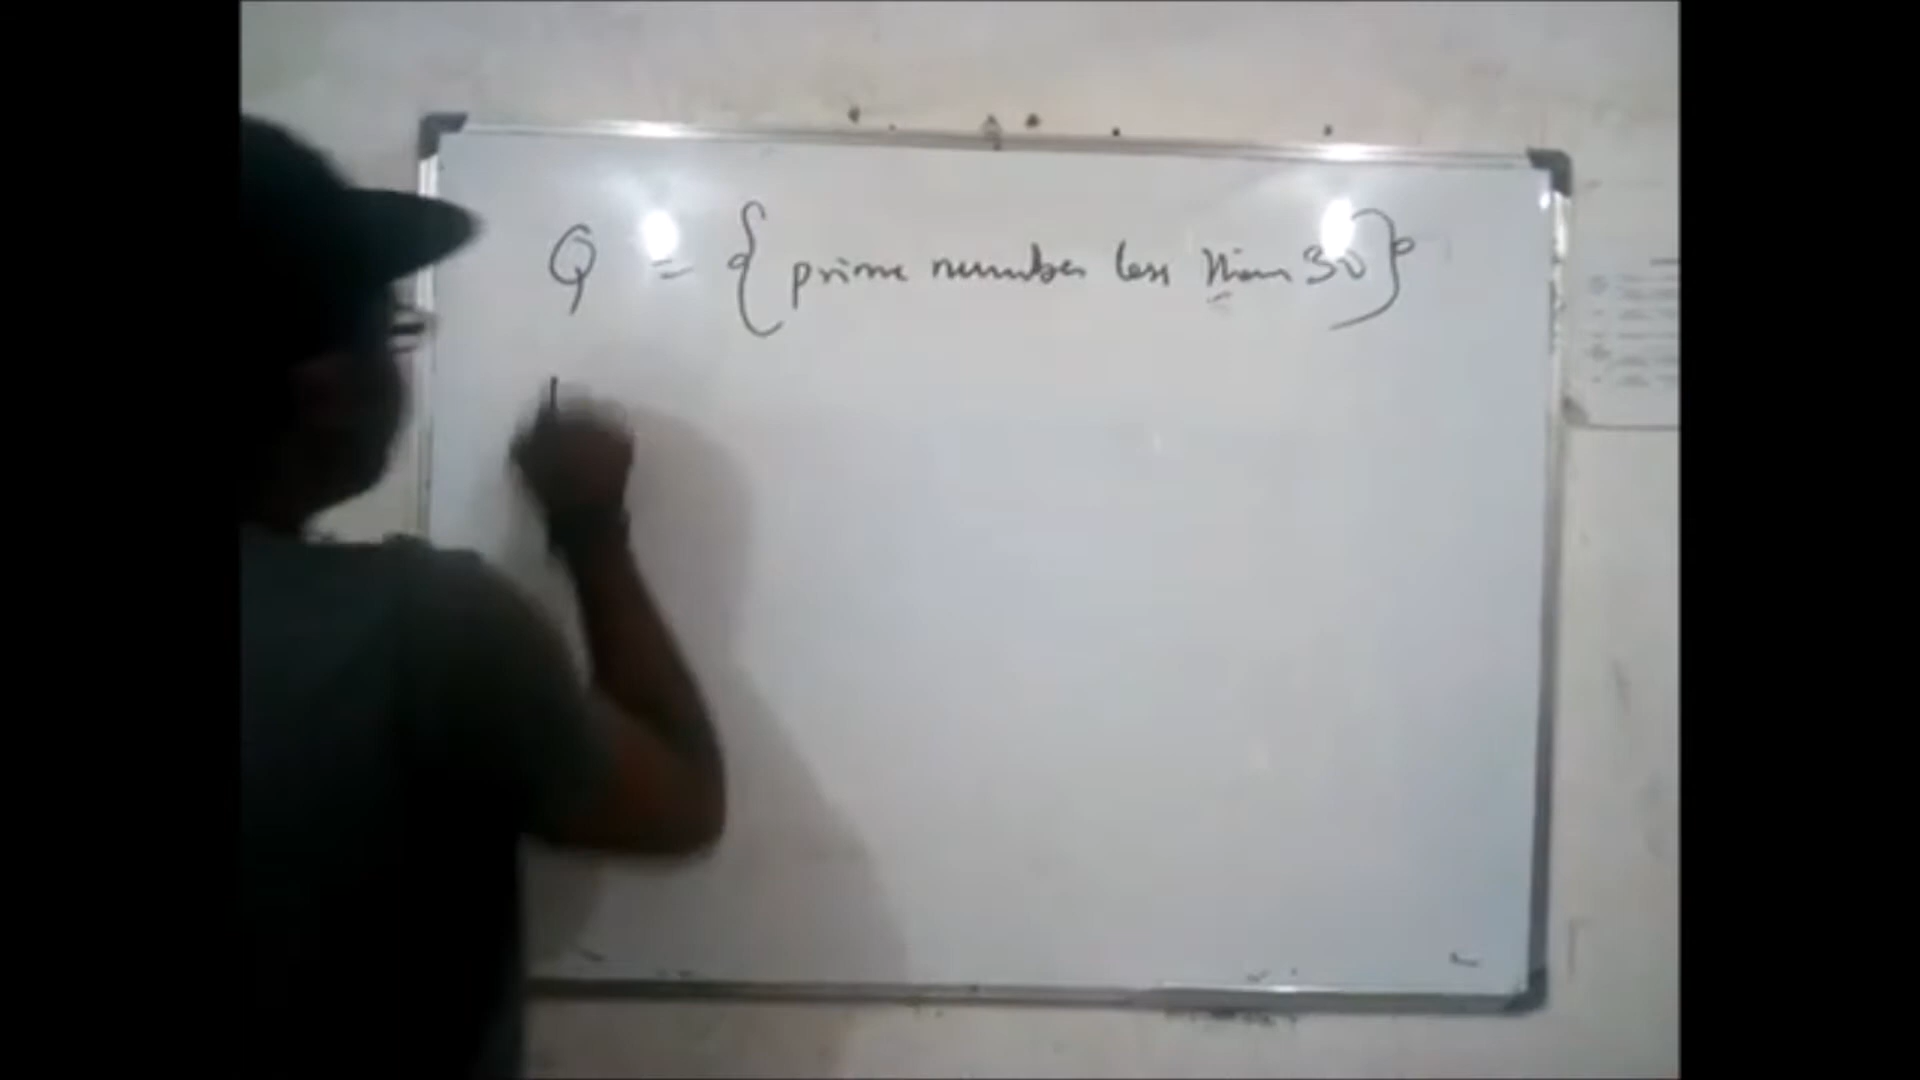 Q = {prime number less than 30}